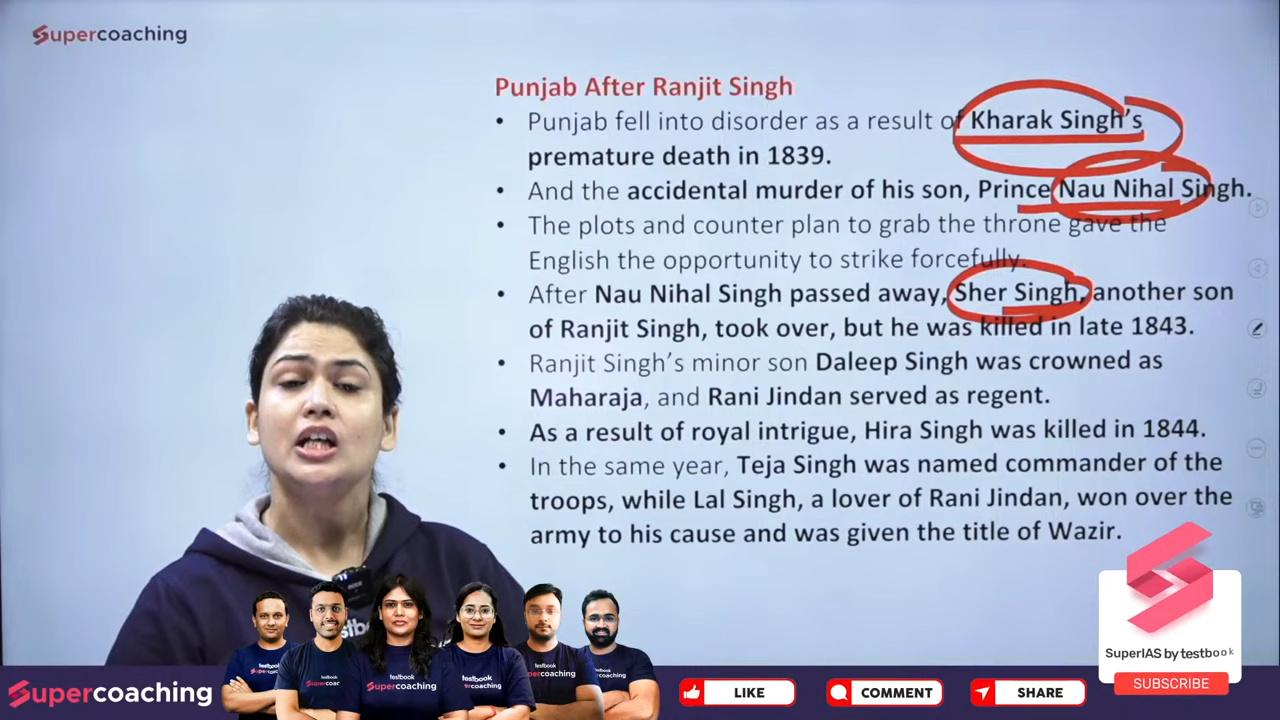 Supercoaching
Punjab After Ranjit Singh
• Punjab fell into disorder as a result of Kharak Singh's
premature death in 1839.
• And the accidental murder of his son, Prince Nau Nihal Singh.
• The plots and counter plan to grab the throne gave the
English the opportunity to strike forcefully.
• After Nau Nihal Singh passed away, Sher Singh, another son
of Ranjit Singh, took over, but he was killed in late 1843.
• Ranjit Singh's minor son Daleep Singh was crowned as
Maharaja, and Rani Jindan served as regent.
• As a result of royal intrigue, Hira Singh was killed in 1844.
• In the same year, Teja Singh was named commander of the
troops, while Lal Singh, a lover of Rani Jindan, won over the
army to his cause and was given the title of Wazir.
SuperIAS by testbook
SUBSCRIBE
Supercoaching
LIKE
COMMENT
SHARE